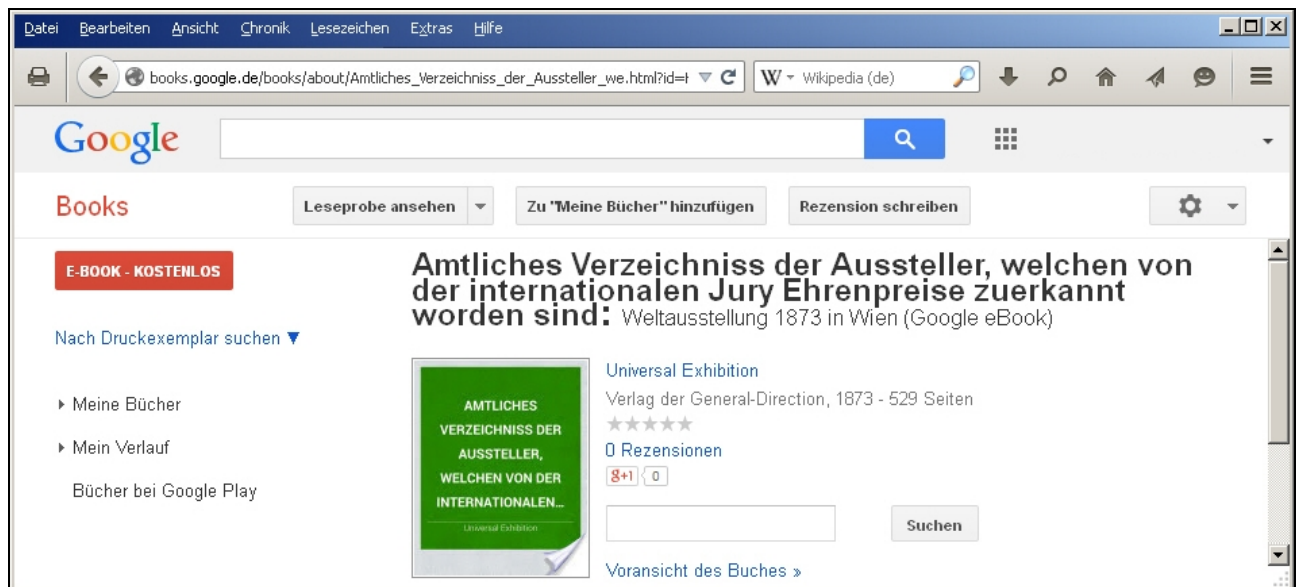 Datei Bearbeiten Ansicht Chronik Lesezeichen Extras Hilfe
books.google.de/books/about/Amtliches_Verzeichniss_der_Aussteller_we.html?id= W Wikipedia (de)
Google
Books Leseprobe ansehen Zu "Meine Bücher" hinzufügen Rezension schreiben
E-BOOK - KOSTENLOS
Nach Druckexemplar suchen ▼
Meine Bücher
Mein Verlauf
Bücher bei Google Play
Amtliches Verzeichniss der Aussteller, welchen von
der internationalen Jury Ehrenpreise zuerkannt
worden sind: Weltausstellung 1873 in Wien (Google eBook)
AMTLICHES
VERZEICHNISS DER
AUSSTELLER,
WELCHEN VON DER
INTERNATIONALEN...
Universal Exhibition
Universal Exhibition
Verlag der General-Direction, 1873 - 529 Seiten
0 Rezensionen
g+1 0
Suchen
Voransicht des Buches »